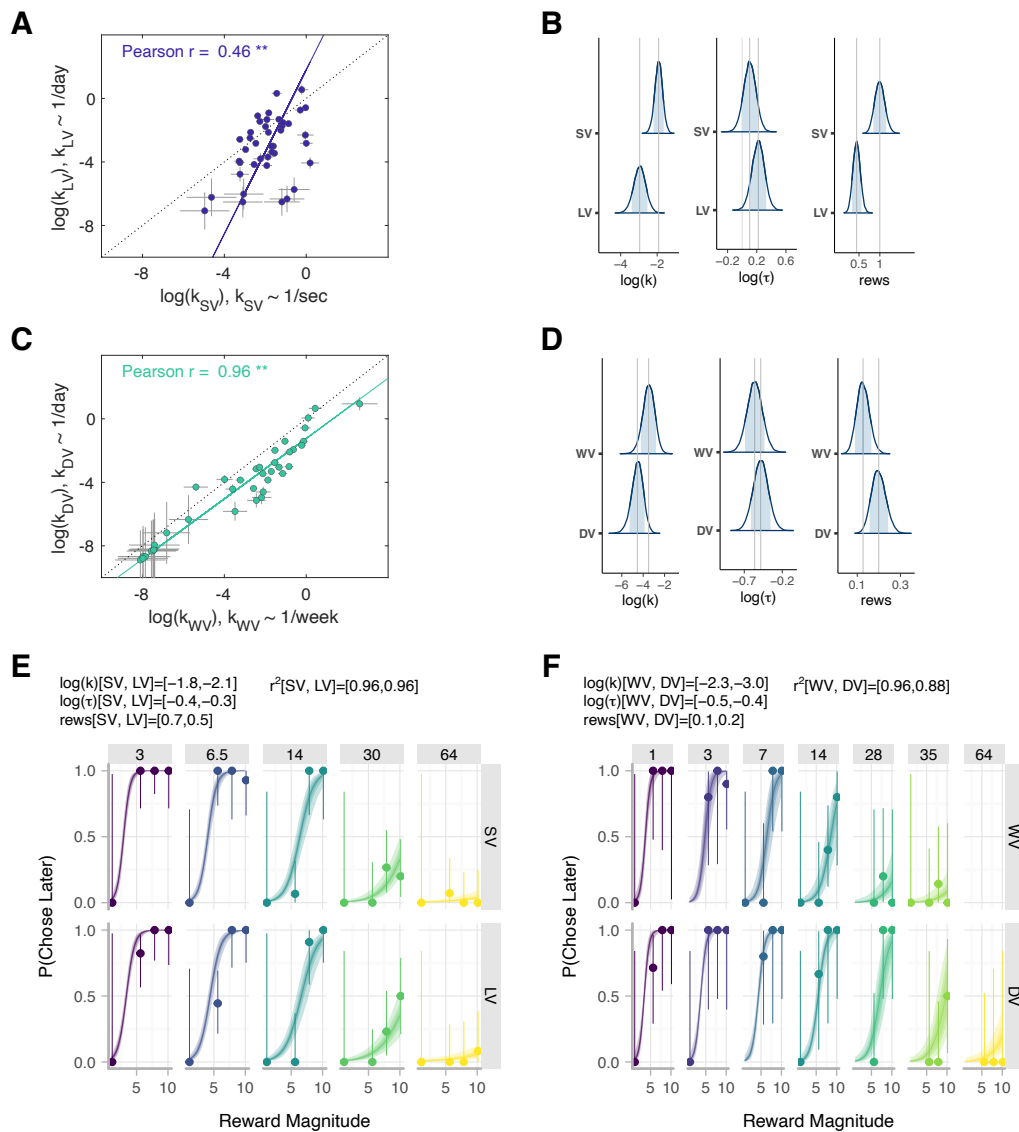 A
Pearson r = 0.46 **
log(k_LV), k_LV ~ 1/day
0
−4
−8
−8
−4
0
log(k_SV), k_SV ~ 1/sec
B
SV
LV
−4
−2
log(k)
SV
LV
−0.2
0.2
0.6
log(τ)
SV
LV
0.5
1
rews
C
Pearson r = 0.96 **
log(k_DV), k_DV ~ 1/day
0
−4
−8
−8
−4
0
log(k_WV), k_WV ~ 1/week
D
WV
DV
−6
−4
−2
log(k)
WV
DV
−0.7
−0.2
log(τ)
WV
DV
0.1
0.3
rews
E
log(k)[SV, LV]=[−1.8,−2.1]
r²[SV, LV]=[0.96,0.96]
log(τ)[SV, LV]=[−0.4,−0.3]
rews[SV, LV]=[0.7,0.5]
3
6.5
14
30
64
1.0
0.5
0.0
SV
1.0
0.5
0.0
LV
P(Chose Later)
5 10
5 10
5 10
5 10
5 10
Reward Magnitude
F
log(k)[WV, DV]=[−2.3,−3.0]
r²[WV, DV]=[0.96,0.88]
log(τ)[WV, DV]=[−0.5,−0.4]
rews[WV, DV]=[0.1,0.2]
1
3
7
14
28
35
64
1.0
0.5
0.0
WV
1.0
0.5
0.0
DV
P(Chose Later)
5 10
5 10
5 10
5 10
5 10
5 10
5 10
Reward Magnitude